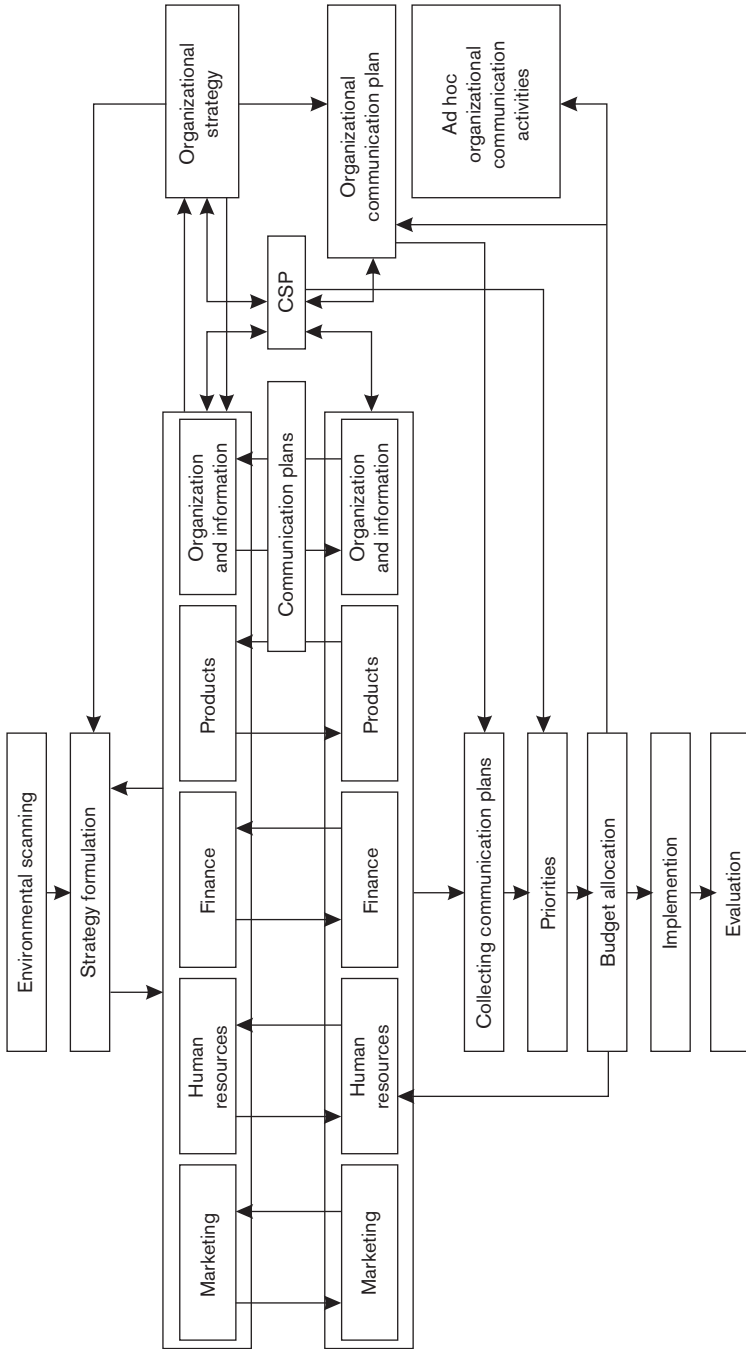 Environmental scanning
Strategy formulation
Marketing
Human
resources
Finance
Products
Organization
and information
Organizational
strategy
Communication plans
CSP
Marketing
Human
resources
Finance
Products
Organization
and information
Organizational
communication plan
Ad hoc
organizational
communication
activities
Collecting communication plans
Priorities
Budget allocation
Implemention
Evaluation